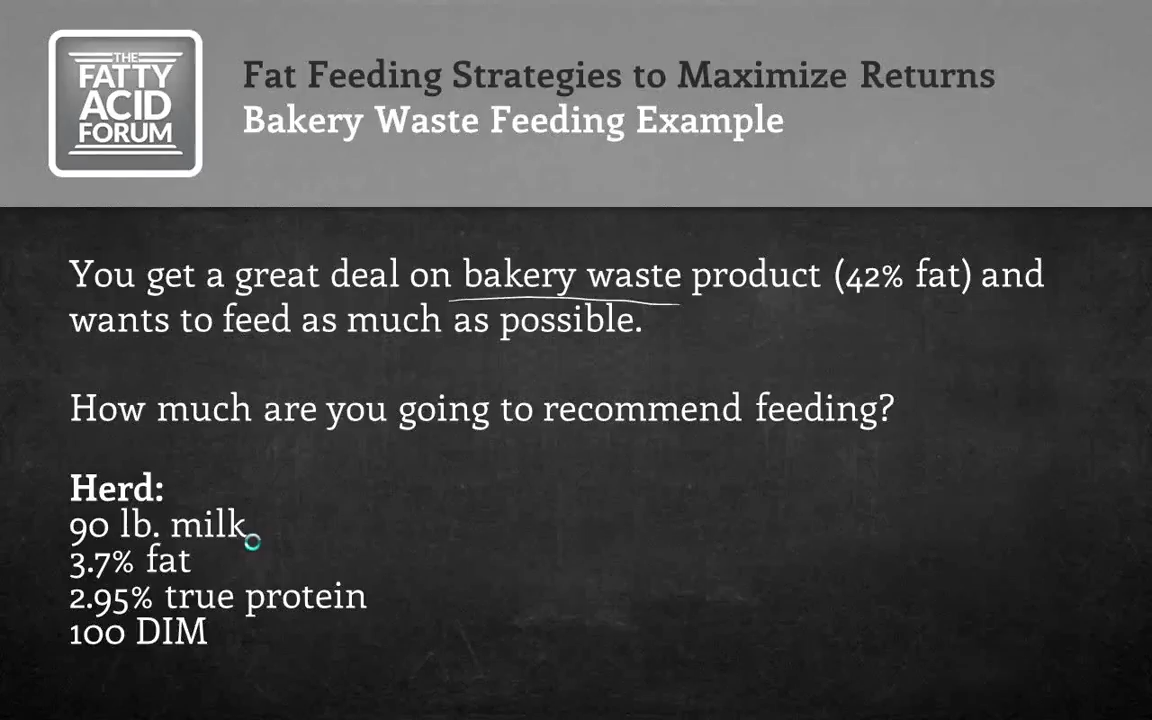 THE
FATTY
ACID
FORUM
Fat Feeding Strategies to Maximize Returns
Bakery Waste Feeding Example
You get a great deal on bakery waste product (42% fat) and
wants to feed as much as possible.
How much are you going to recommend feeding?
Herd:
90 lb. milk
3.7% fat
2.95% true protein
100 DIM